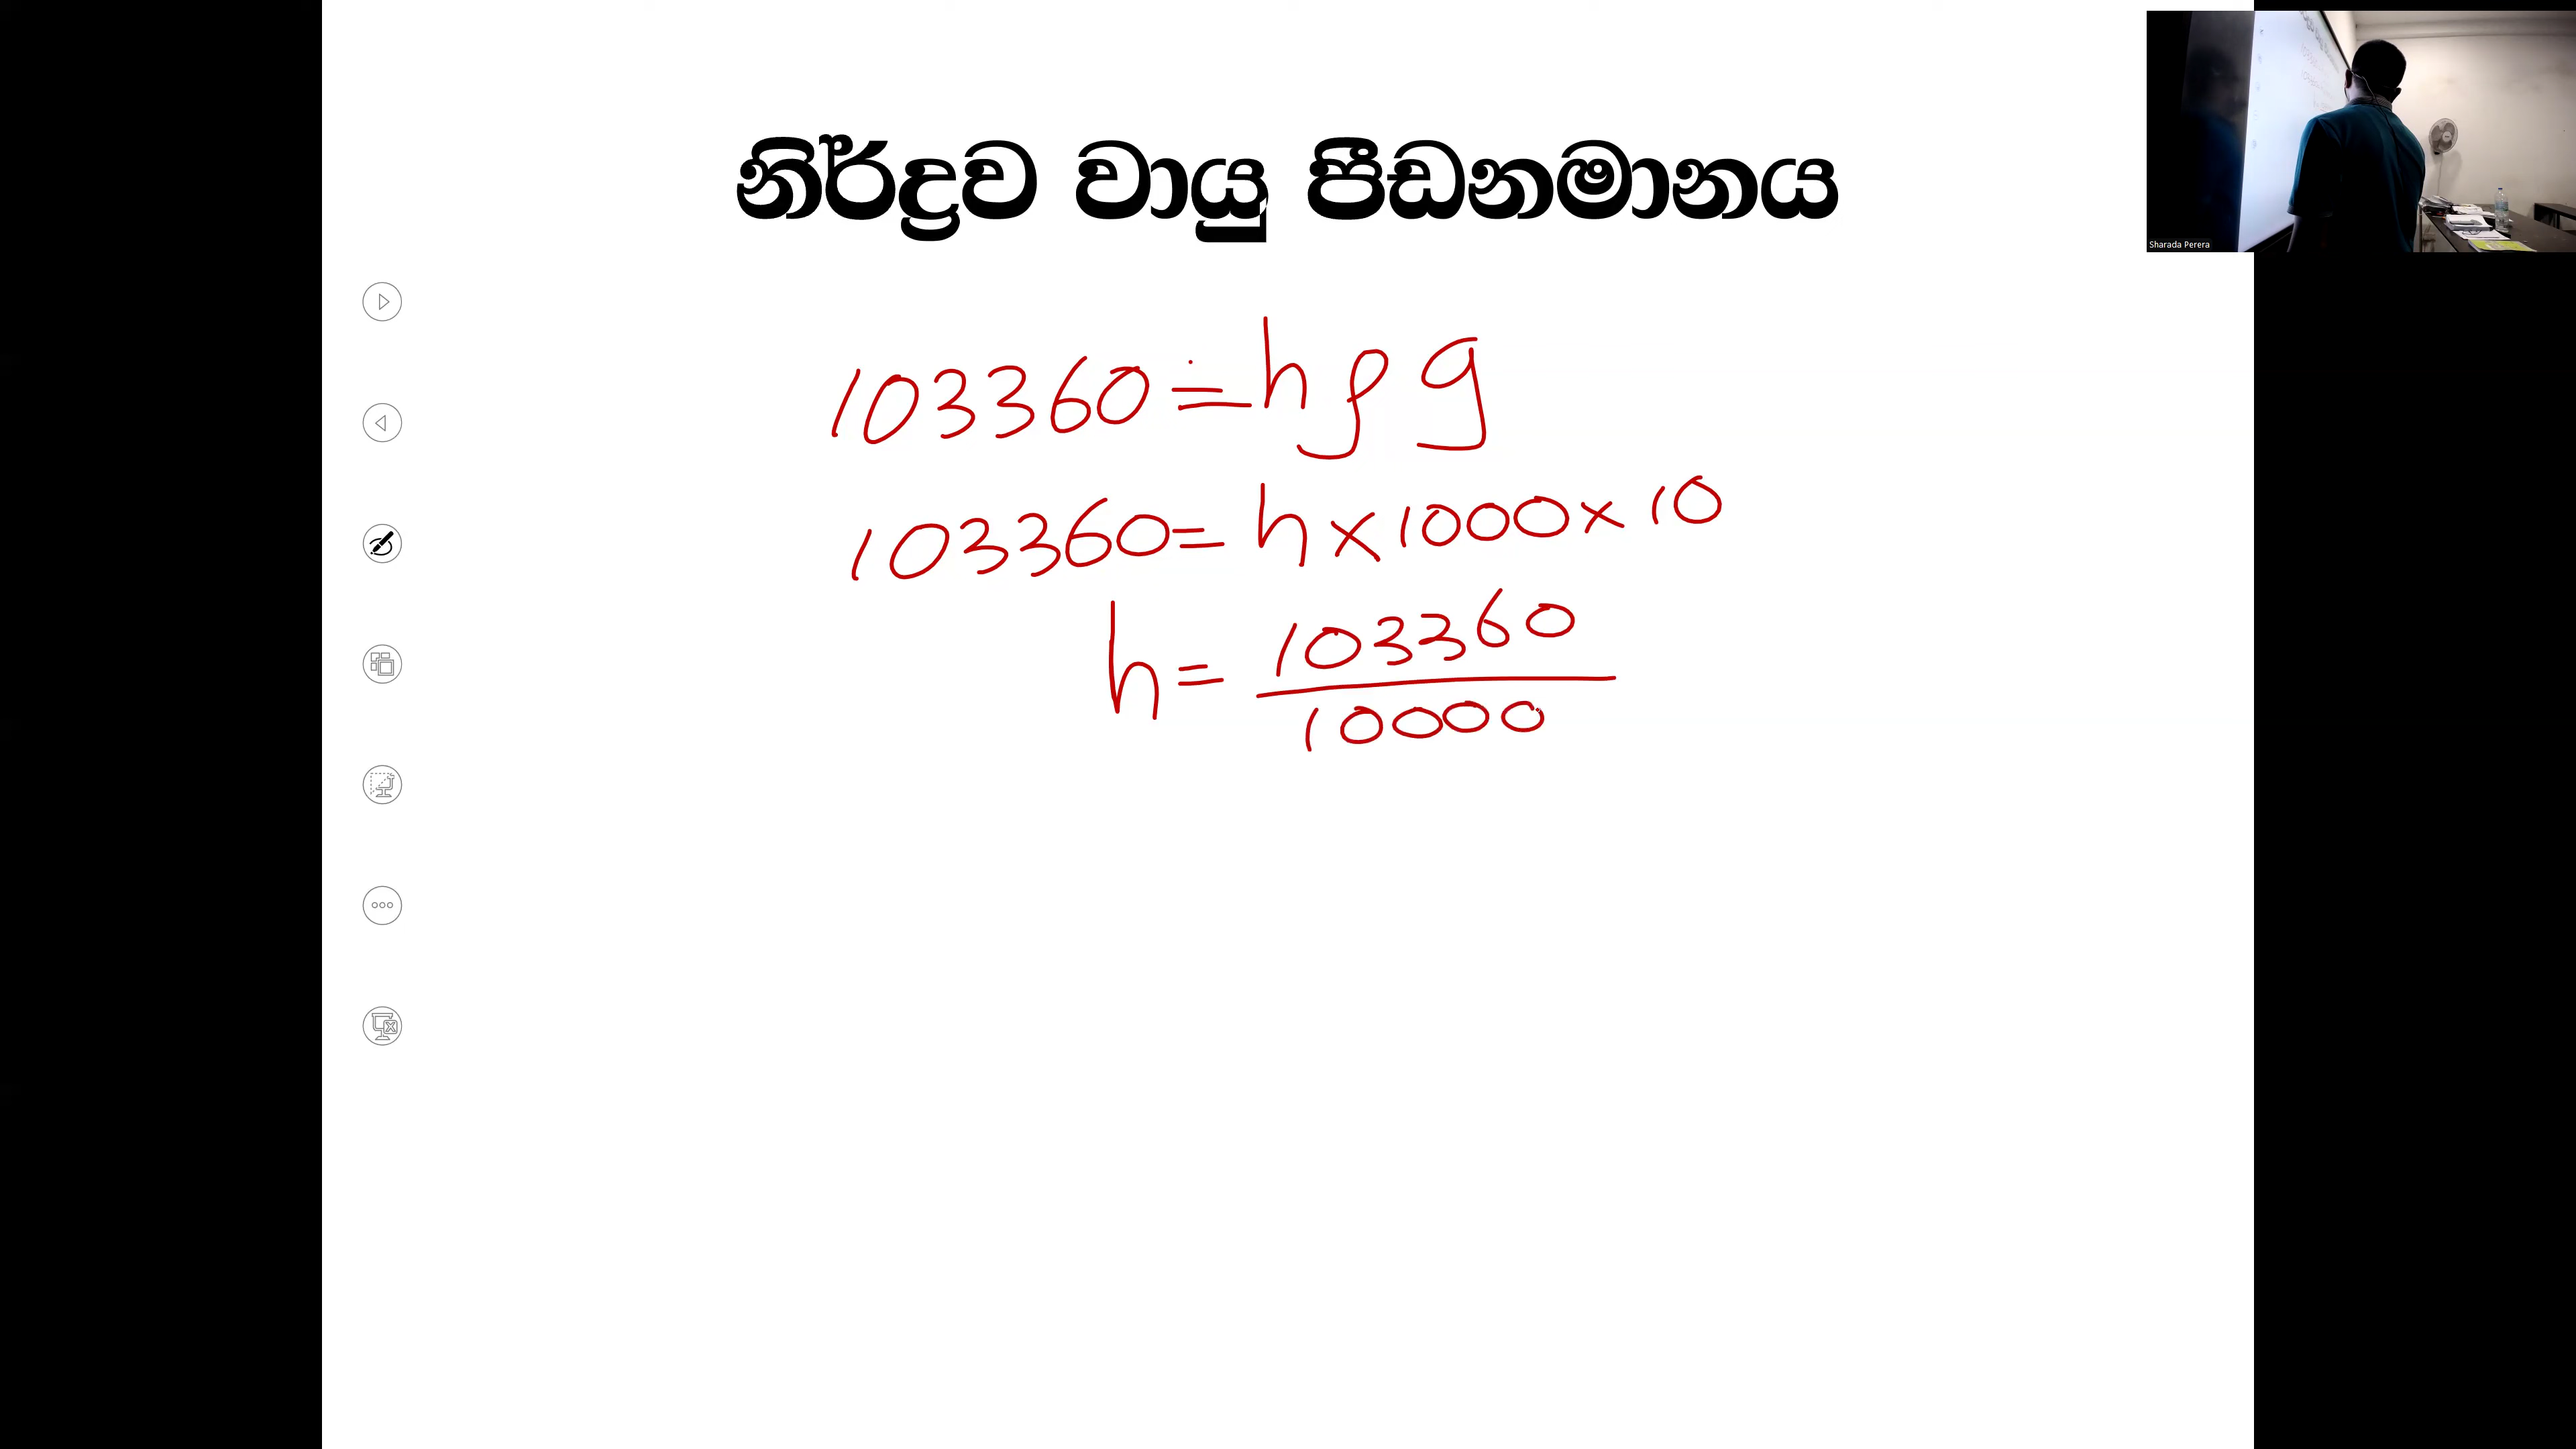 නිර්ද්‍රව වායු පීඩනමානය
Sharada Perera
103360 = hρg
103360 = h × 1000 × 10
h = 103360
10000